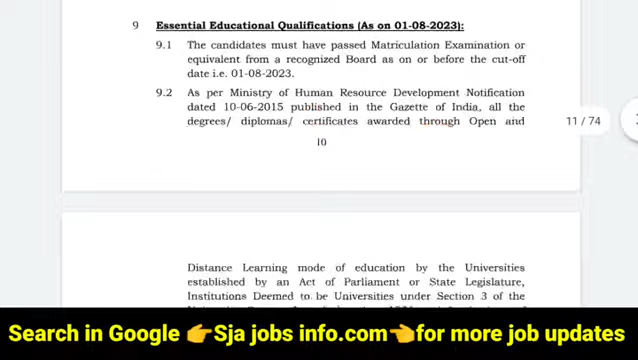 9 Essential Educational Qualifications (As on 01-08-2023):
9.1 The candidates must have passed Matriculation Examination or
equivalent from a recognized Board as on or before the cut-off
date i.e. 01-08-2023.
9.2 As per Ministry of Human Resource Development Notification
dated 10-06-2015 published in the Gazette of India, all the
degrees/ diplomas/ certificates awarded through Open and
11 / 74
10
Distance Learning mode of education by the Universities
established by an Act of Parliament or State Legislature,
Institutions Deemed to be Universities under Section 3 of the
Search in Google 👉Sja jobs info.com👈for more job updates